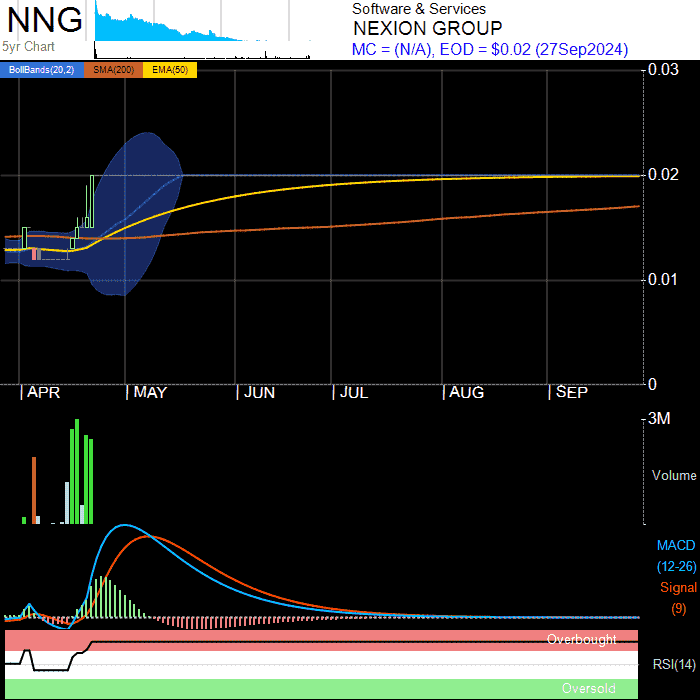 NNG
5yr Chart
Software & Services
NEXION GROUP
MC = (N/A), EOD = $0.02 (27Sep2024)
BollBands(20,2) SMA(200) EMA(50)
0.03
0.02
0.01
0
APR MAY JUN JUL AUG SEP
3M
Volume
MACD
(12-26)
Signal
(9)
Overbought
RSI(14)
Oversold